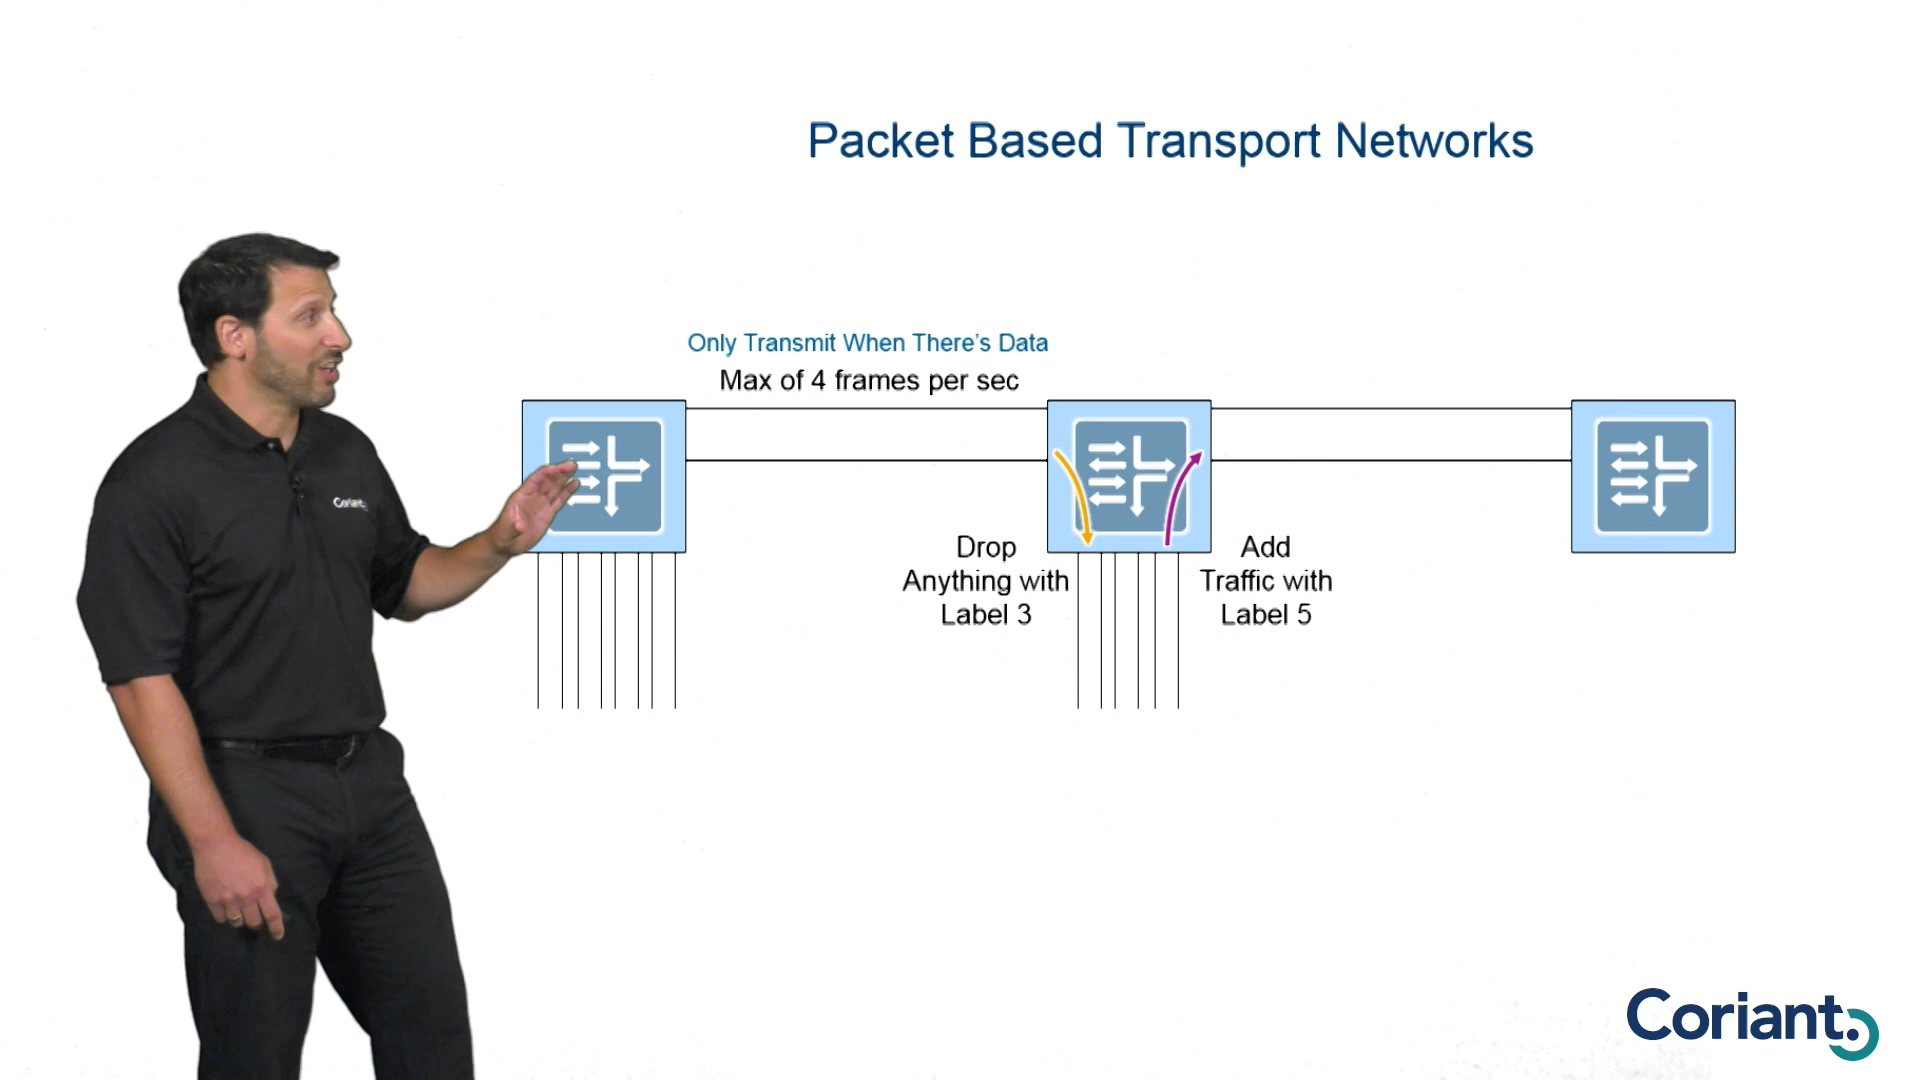 Packet Based Transport Networks
Only Transmit When There's Data
Max of 4 frames per sec
Coriant
Drop
Anything with
Label 3
Add
Traffic with
Label 5
Coriant